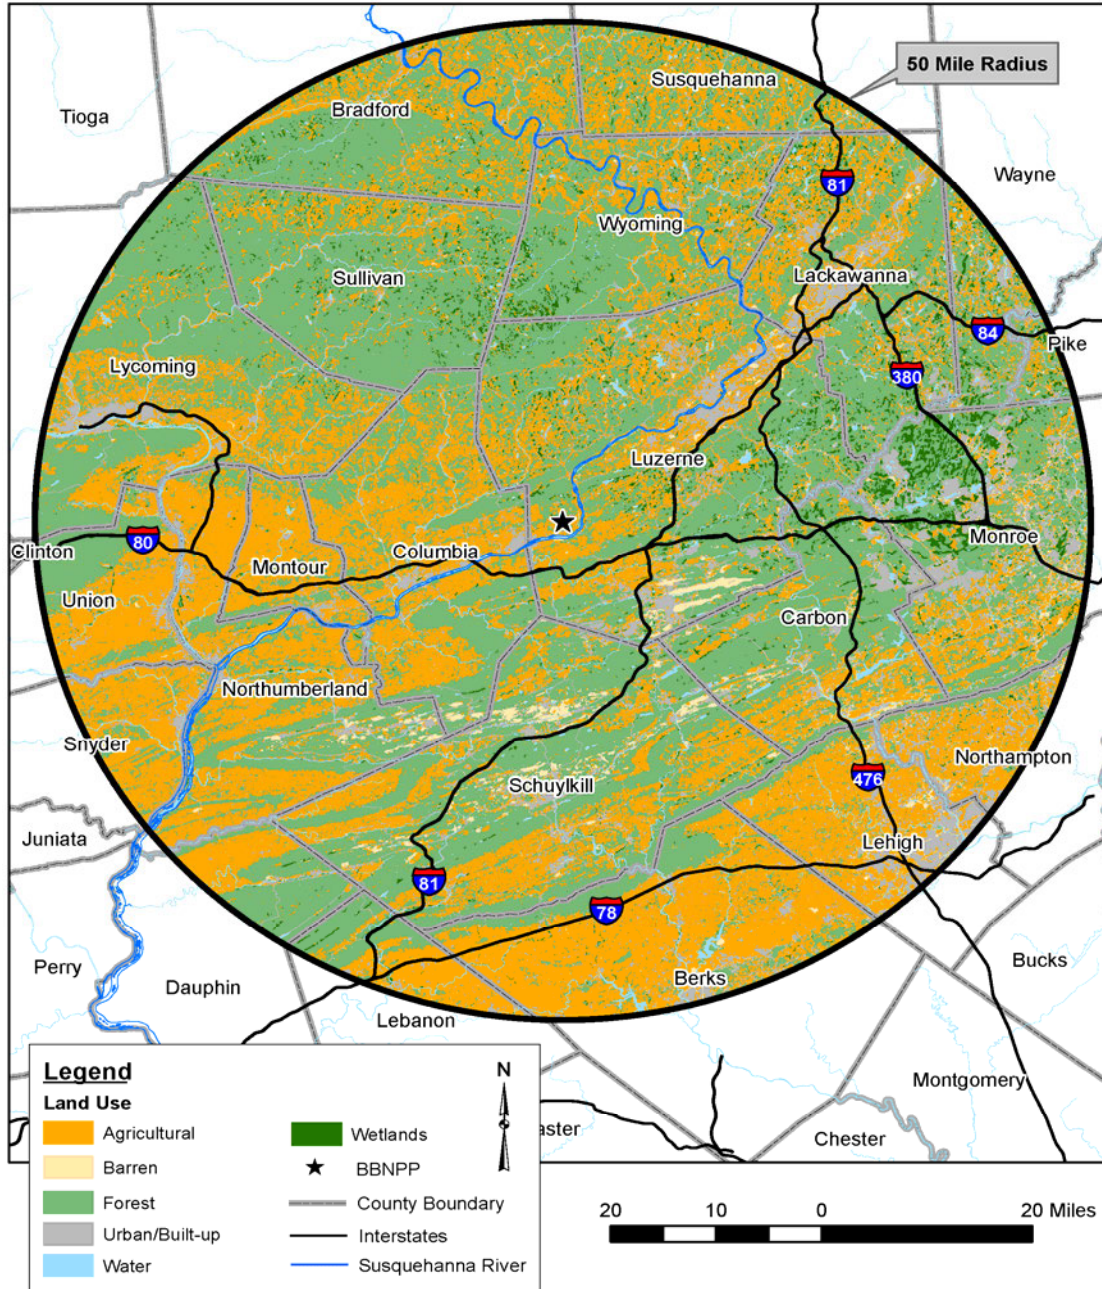 50 Mile Radius
Susquehanna
Bradford
Tioga
Wayne
81
Wyoming
Lackawanna
Sullivan
84
Pike
Lycoming
380
Luzerne
80
Clinton
Columbia
Monroe
Montour
Union
Carbon
Northumberland
Snyder
Northampton
476
Schuylkill
Juniata
Lehigh
81
78
Perry
Dauphin
Berks
Bucks
Lebanon
Montgomery
Chester
aster
Legend
N
Land Use
Agricultural
Wetlands
Barren
BBNPP
Forest
County Boundary
Urban/Built-up
Interstates
Water
Susquehanna River
20 10 0 20 Miles